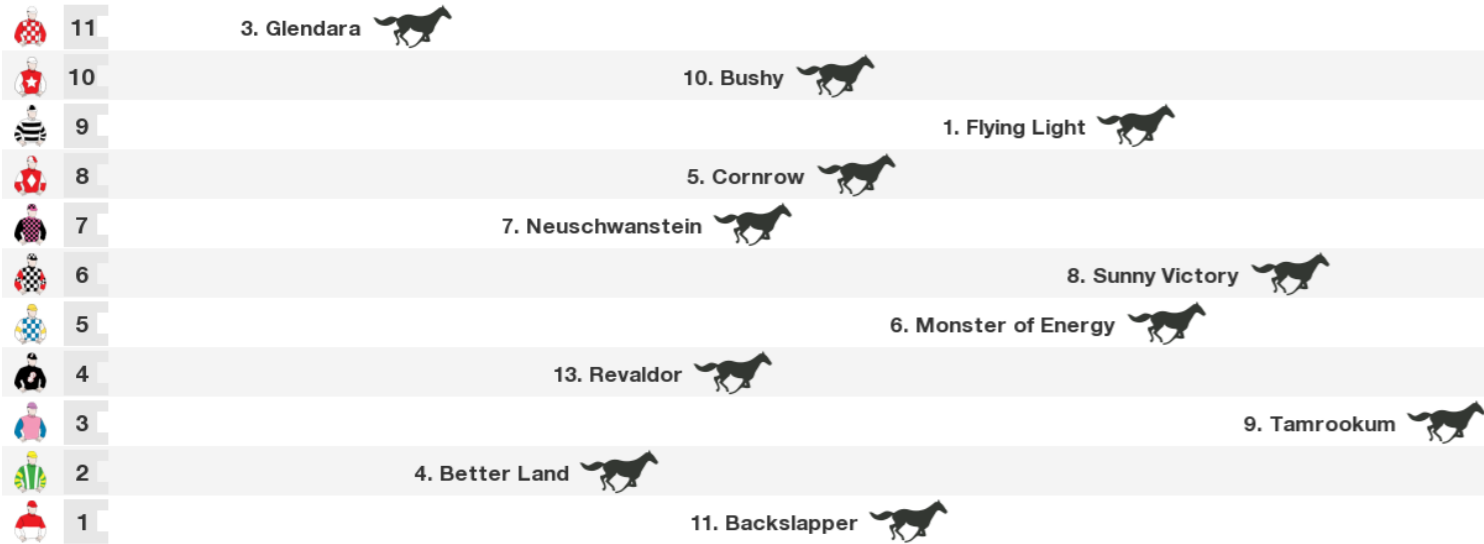 11 3. Glendara
10 10. Bushy
9 1. Flying Light
8 5. Cornrow
7 7. Neuschwanstein
6 8. Sunny Victory
5 6. Monster of Energy
4 13. Revaldor
3 9. Tamrookum
2 4. Better Land
1 11. Backslapper